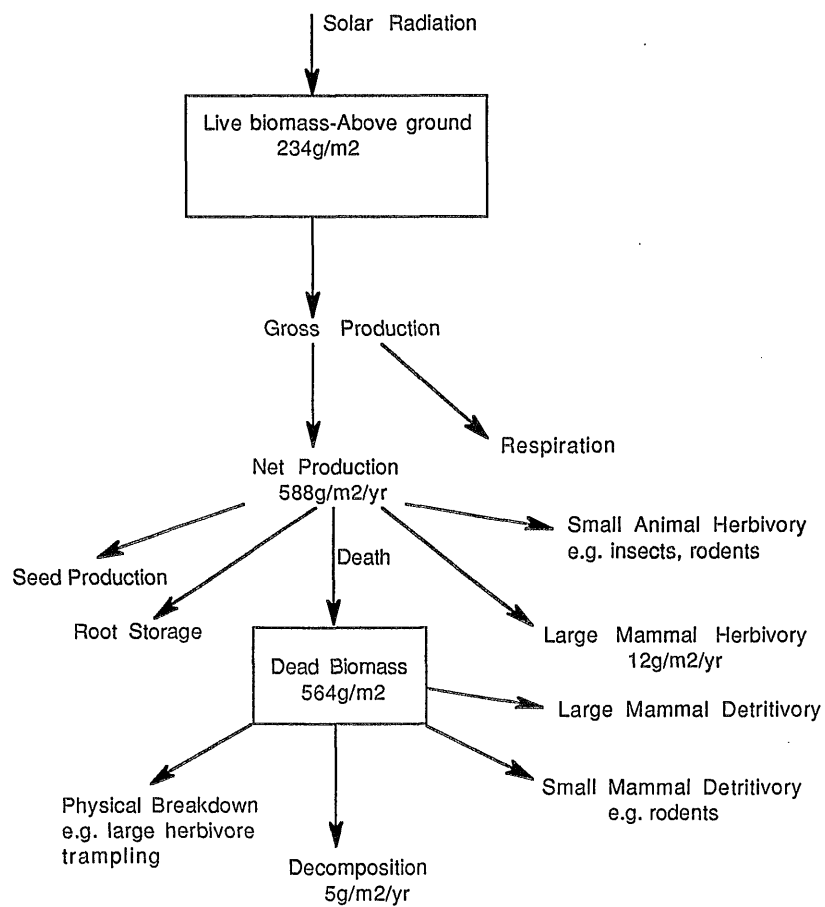 Solar Radiation
Live biomass-Above ground
234g/m2
Gross Production
Respiration
Net Production
588g/m2/yr
Small Animal Herbivory
e.g. insects, rodents
Death
Seed Production
Root Storage
Large Mammal Herbivory
12g/m2/yr
Dead Biomass
564g/m2
Large Mammal Detritivory
Small Mammal Detritivory
e.g. rodents
Physical Breakdown
e.g. large herbivore
trampling
Decomposition
5g/m2/yr